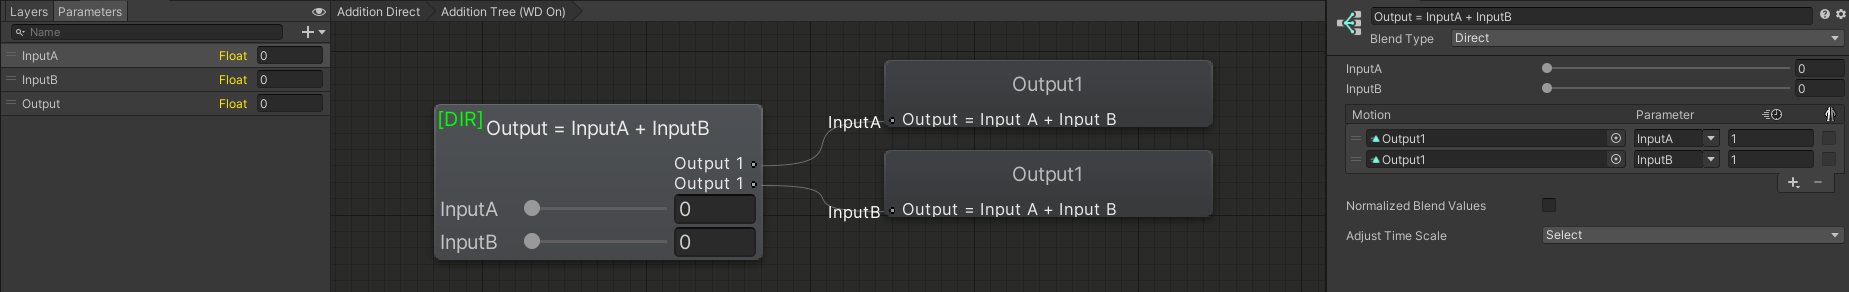 Layers Parameters
Name
InputA Float 0
InputB Float 0
Output Float 0
Addition Direct Addition Tree (WD On)
[DIR] Output = InputA + InputB
Output 1
Output 1
InputA 0
InputB 0
Output1
InputA Output = Input A + Input B
Output1
InputB Output = Input A + Input B
Output = InputA + InputB
Blend Type Direct
InputA 0
InputB 0
Motion Parameter
Output1 InputA 1
Output1 InputB 1
Normalized Blend Values
Adjust Time Scale Select